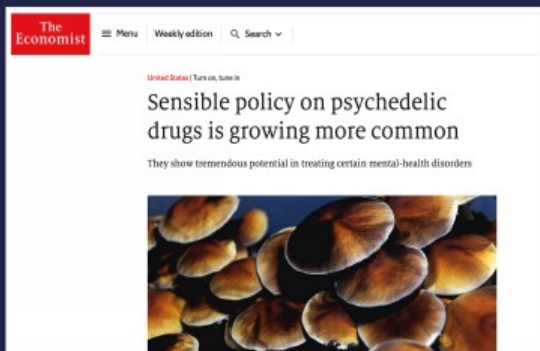 The
Economist
Menu
Weekly edition
Search
United States | Turn on, tune in
Sensible policy on psychedelic
drugs is growing more common
They show tremendous potential in treating certain mental-health disorders